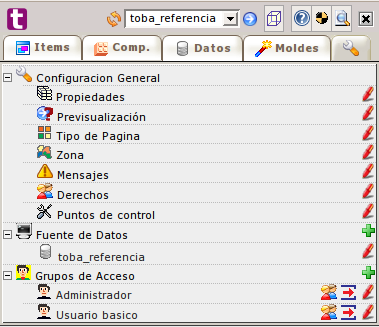 t toba_referencia
Items Comp. Datos Moldes
Configuracion General
Propiedades
Previsualización
Tipo de Pagina
Zona
Mensajes
Derechos
Puntos de control
Fuente de Datos
toba_referencia
Grupos de Acceso
Administrador
Usuario basico